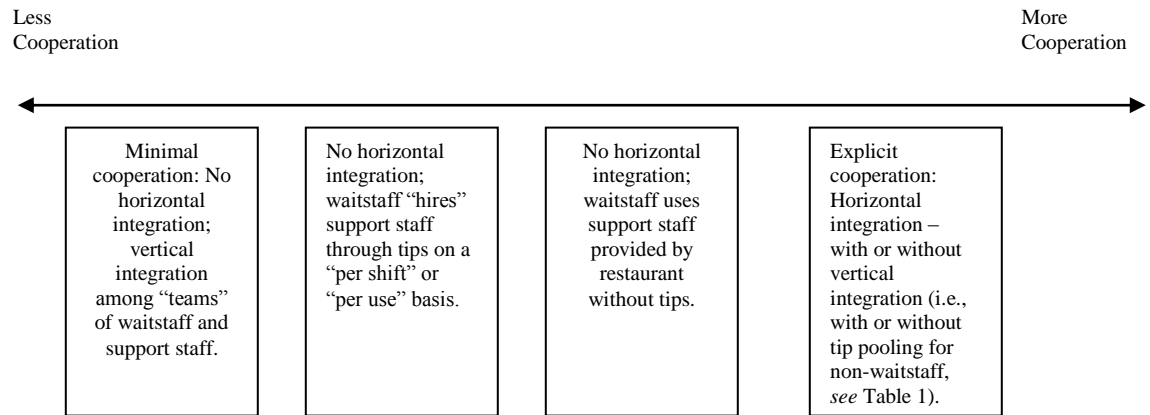 Less
Cooperation
More
Cooperation
Minimal
cooperation: No
horizontal
integration;
vertical
integration
among “teams”
of waitstaff and
support staff.
No horizontal
integration;
waitstaff “hires”
support staff
through tips on a
“per shift” or
“per use” basis.
No horizontal
integration;
waitstaff uses
support staff
provided by
restaurant
without tips.
Explicit
cooperation:
Horizontal
integration –
with or without
vertical
integration (i.e.,
with or without
tip pooling for
non-waitstaff,
see Table 1).